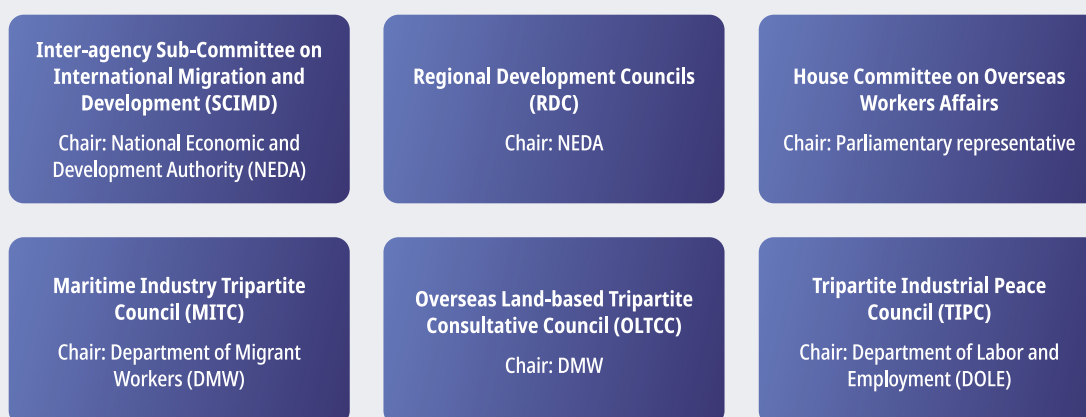 Inter-agency Sub-Committee on
International Migration and
Development (SCIMD)
Chair: National Economic and
Development Authority (NEDA)
Regional Development Councils
(RDC)
Chair: NEDA
House Committee on Overseas
Workers Affairs
Chair: Parliamentary representative
Maritime Industry Tripartite
Council (MITC)
Chair: Department of Migrant
Workers (DMW)
Overseas Land-based Tripartite
Consultative Council (OLTCC)
Chair: DMW
Tripartite Industrial Peace
Council (TIPC)
Chair: Department of Labor and
Employment (DOLE)